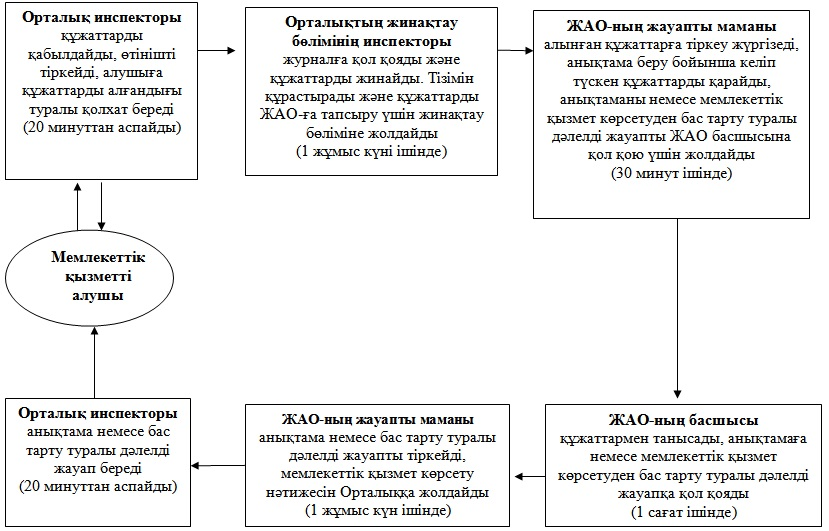 Орталық инспекторы
құжаттарды
қабылдайды, өтінішті
тіркейді, алушыға
құжаттарды алғандығы
туралы қолхат береді
(20 минуттан аспайды)
Орталықтың жинақтау
бөлімінің инспекторы
журналға қол қояды және
құжаттарды жинайды. Тізімін
құрастырады және құжаттарды
ЖАО-ға тапсыру үшін жинақтау
бөліміне жолдайды
(1 жұмыс күні ішінде)
ЖАО-ның жауапты маманы
алынған құжаттарға тіркеу жүргізеді,
анықтама беру бойынша келіп
түскен құжаттарды қарайды,
анықтаманы немесе мемлекеттік
қызмет көрсетуден бас тарту туралы
дәлелді жауапты ЖАО басшысына
қол қою үшін жолдайды
(30 минут ішінде)
Мемлекеттік
қызметті
алушы
Орталық инспекторы
анықтама немесе бас
тарту туралы дәлелді
жауап береді
(20 минуттан аспайды)
ЖАО-ның жауапты маманы
анықтама немесе бас тарту туралы
дәлелді жауапты тіркейді,
мемлекеттік қызмет көрсету
нәтижесін Орталыққа жолдайды
(1 жұмыс күн ішінде)
ЖАО-ның басшысы
құжаттармен танысады, анықтамаға
немесе мемлекеттік қызмет
көрсетуден бас тарту туралы дәлелді
жауапқа қол қояды
(1 сағат ішінде)